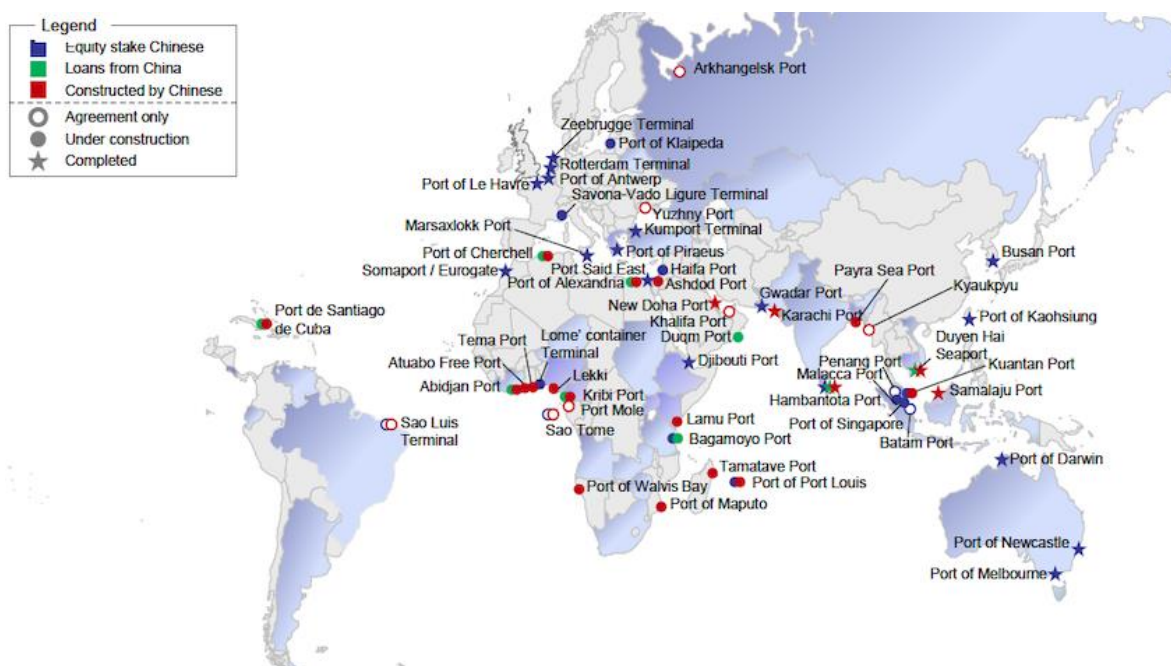 Legend
Equity stake Chinese
Loans from China
Constructed by Chinese
Agreement only
Under construction
Completed
Arkhangelsk Port
Zeebrugge Terminal
Port of Klaipeda
Rotterdam Terminal
Port of Antwerp
Port of Le Havre
Savona-Vado Ligure Terminal
Yuzhny Port
Marsaxlokk Port
Kumport Terminal
Port of Cherchell
Port of Piraeus
Busan Port
Payra Sea Port
Somaport / Eurogate
Port Said East
Haifa Port
Port of Alexandria
Ashdod Port
Gwadar Port
Kyaukpyu
New Doha Port
Karachi Port
Port of Kaohsiung
Port de Santiago
de Cuba
Khalifa Port
Duqm Port
Lome' container
Terminal
Tema Port
Atuabo Free Port
Djibouti Port
Duyen Hai
Seaport
Penang Port
Malacca Port
Kuantan Port
Abidjan Port
Lekki
Kribi Port
Hambantota Port
Samalaju Port
Port Mole
Sao Luis
Terminal
Sao Tome
Lamu Port
Port of Singapore
Bagamoyo Port
Batam Port
Port of Darwin
Tamatave Port
Port of Walvis Bay
Port of Port Louis
Port of Maputo
Port of Newcastle
Port of Melbourne